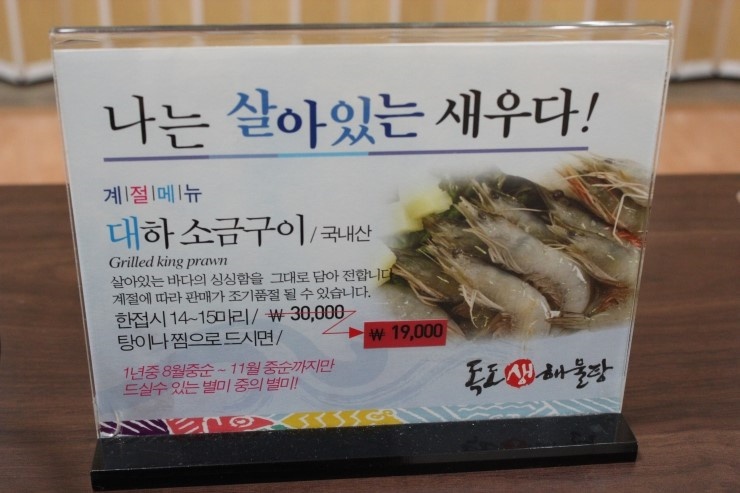 나는 살아있는 새우다!
계|절|메|뉴
대하 소금구이 / 국내산
Grilled king prawn
살아있는 바다의 싱싱함을 그대로 담아 전합니다
계절에 따라 판매가 조기품절 될 수 있습니다.
한접시 14~15마리 / ₩ 30,000
탕이나 찜으로 드시면 / ₩ 19,000
1년중 8월중순 ~ 11월 중순까지만
드실수 있는 별미 중의 별미!
독도 생 해물탕